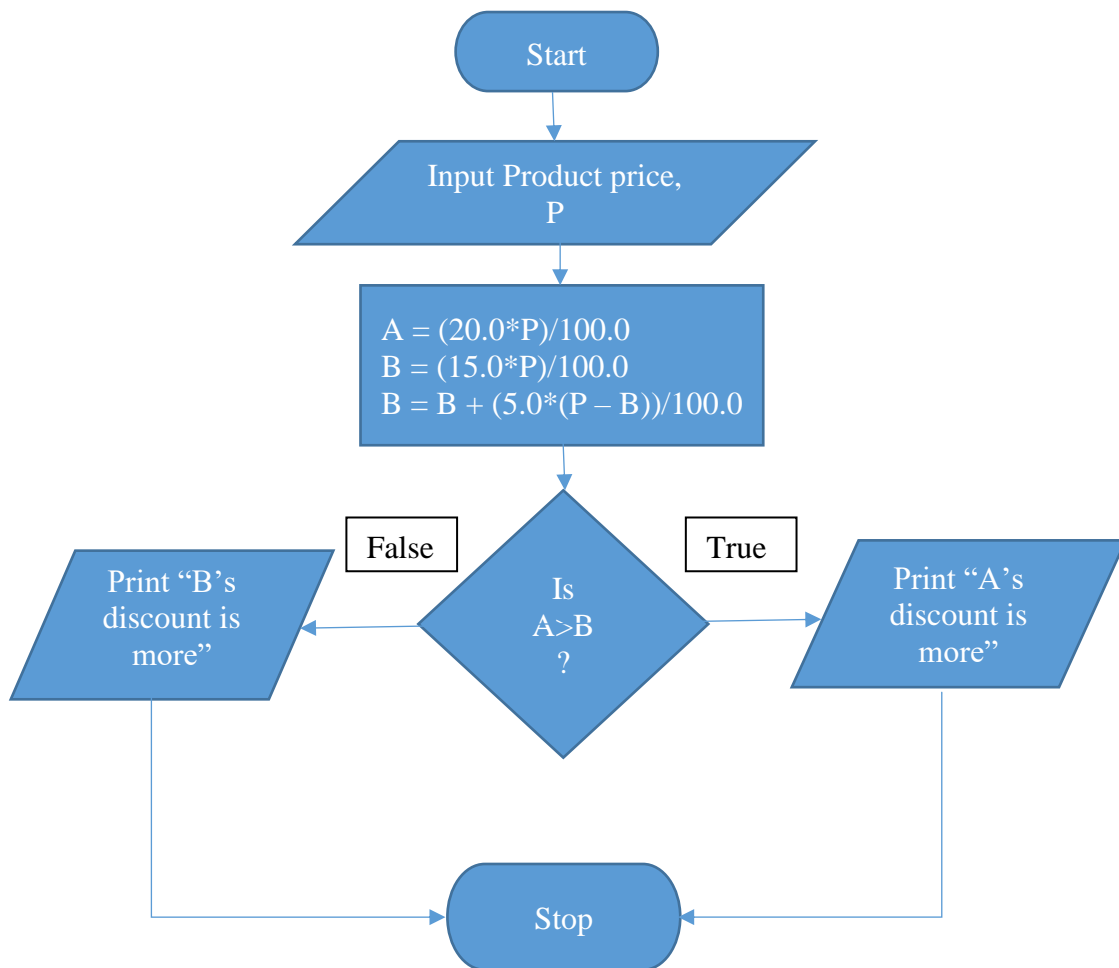 Start
Input Product price,
P
A = (20.0*P)/100.0
B = (15.0*P)/100.0
B = B + (5.0*(P – B))/100.0
False
True
Print “B’s
discount is
more”
Is
A>B
?
Print “A’s
discount is
more”
Stop